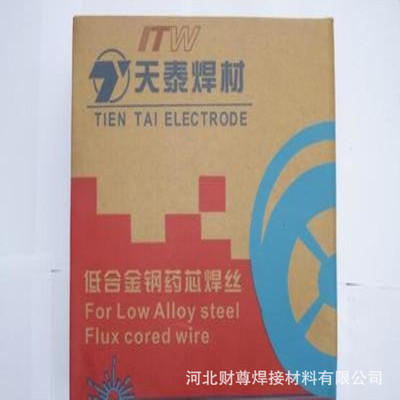 ITW
天泰焊材
TIEN TAI ELECTRODE
低合金钢药芯焊丝
For Low Alloy steel
Flux cored wire
河北财尊焊接材料有限公司